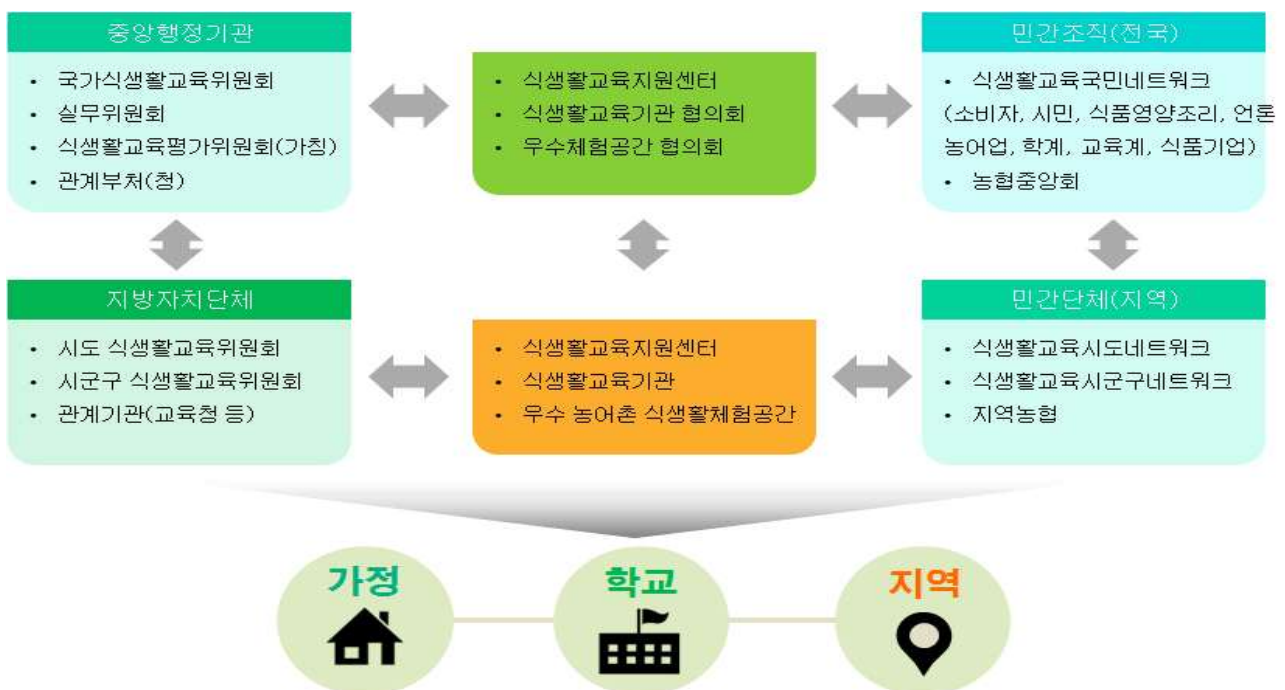 중앙행정기관
• 국가식생활교육위원회
• 실무위원회
• 식생활교육평가위원회(가칭)
• 관계부처(청)
• 식생활교육지원센터
• 식생활교육기관 협의회
• 우수체험공간 협의회
민간조직(전국)
• 식생활교육국민네트워크
(소비자, 시민, 식품영양조리, 언론
농어업, 학계, 교육계, 식품기업)
• 농협중앙회
지방자치단체
• 시도 식생활교육위원회
• 시군구 식생활교육위원회
• 관계기관(교육청 등)
• 식생활교육지원센터
• 식생활교육기관
• 우수 농어촌 식생활체험공간
민간단체(지역)
• 식생활교육시도네트워크
• 식생활교육시군구네트워크
• 지역농협
가정
학교
지역